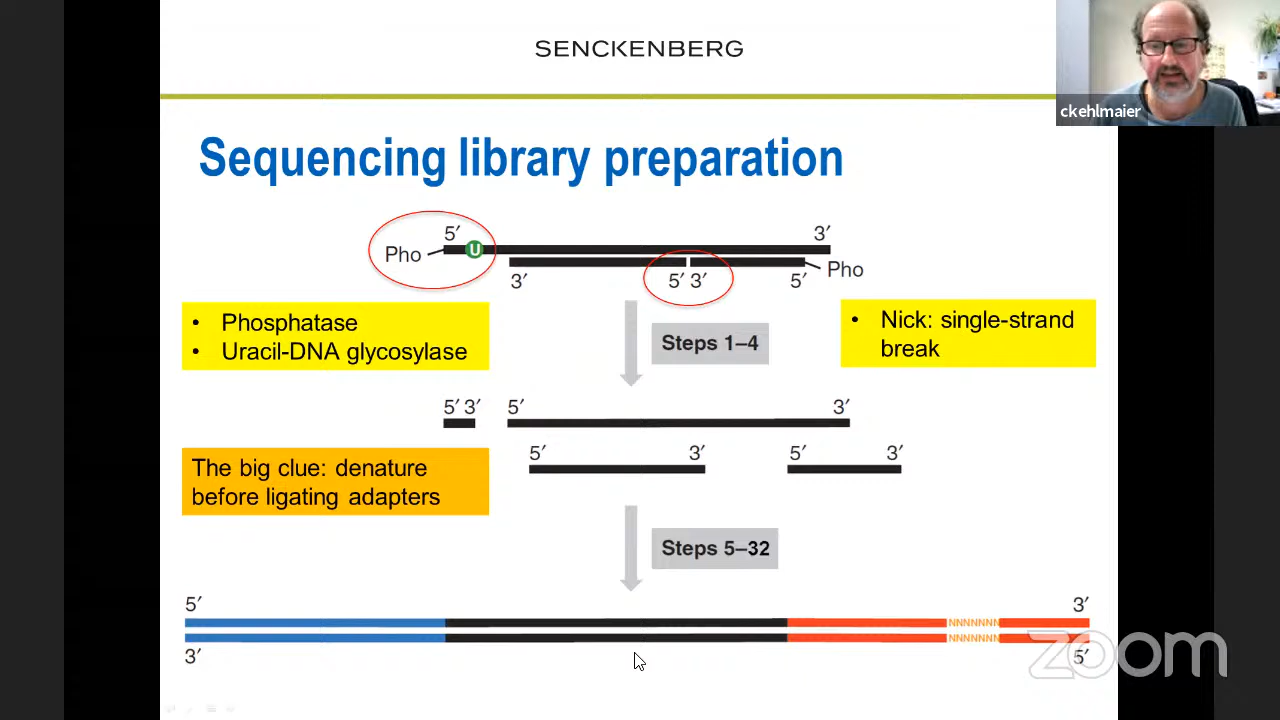 SENCKENBERG
ckehlmaier
Sequencing library preparation
5′ 3′
Pho U
Pho
3′ 5′ 3′ 5′
• Phosphatase
• Uracil-DNA glycosylase
Steps 1–4
• Nick: single-strand
break
5′ 3′ 5′ 3′
5′ 3′ 5′ 3′
The big clue: denature
before ligating adapters
Steps 5–32
5′ 3′
NNNNNNN
NNNNNNN
3′ 5′
zoom